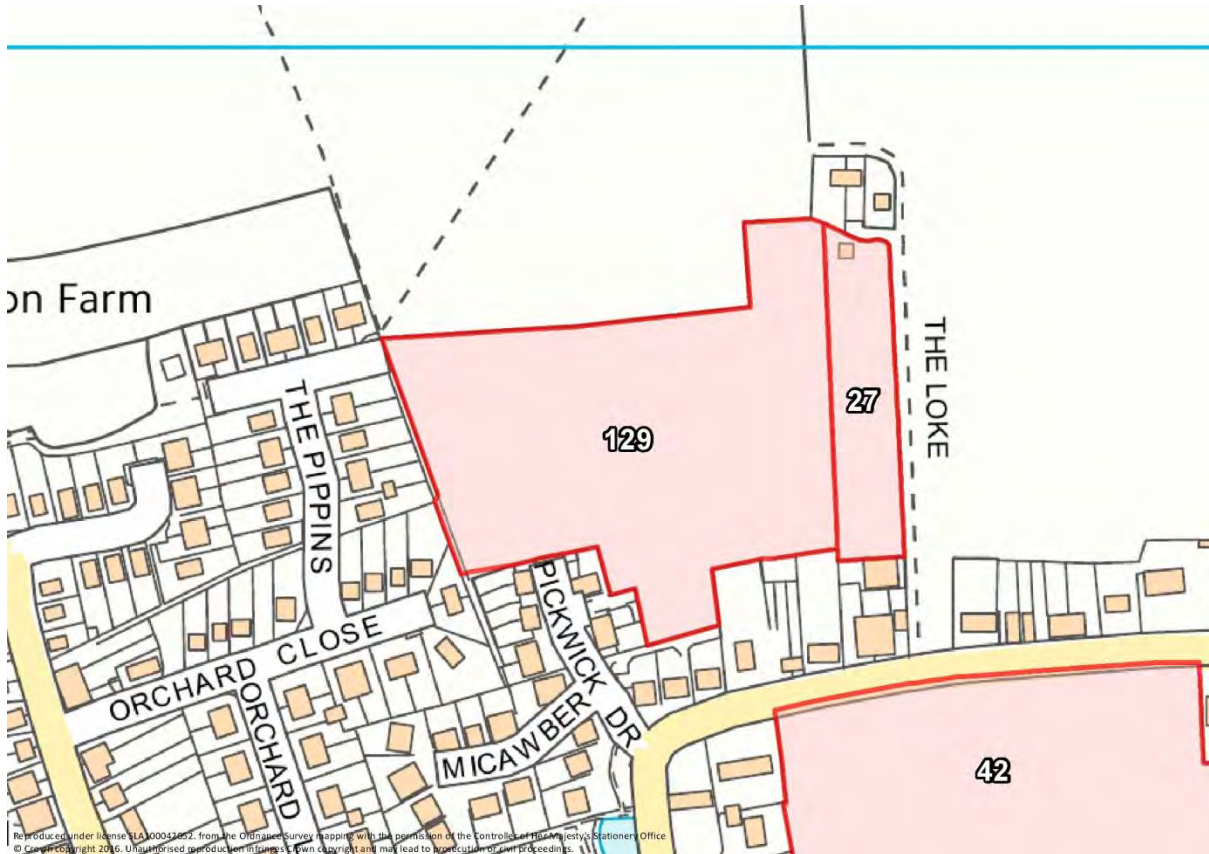 on Farm
THE PIPPINS
THE LOKE
27
129
PICKWICK DR
ORCHARD CLOSE
ORCHARD
MICAWBER
42
Reproduced under license SLA100042052. from the Ordnance Survey mapping with the permission of the Controller of Her Majesty's Stationery Office
© Crown copyright 2016. Unauthorised reproduction infringes Crown copyright and may lead to prosecution of civil proceedings.